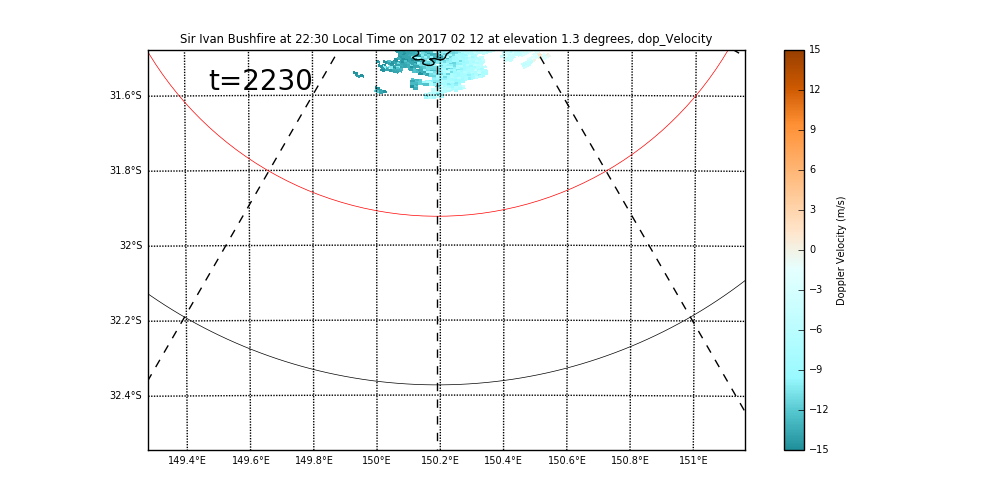 Sir Ivan Bushfire at 22:30 Local Time on 2017 02 12 at elevation 1.3 degrees, dop_Velocity
t=2230
31.6°S
31.8°S
32°S
32.2°S
32.4°S
149.4°E 149.6°E 149.8°E 150°E 150.2°E 150.4°E 150.6°E 150.8°E 151°E
15
12
9
6
3
0
−3
−6
−9
−12
−15
Doppler Velocity (m/s)